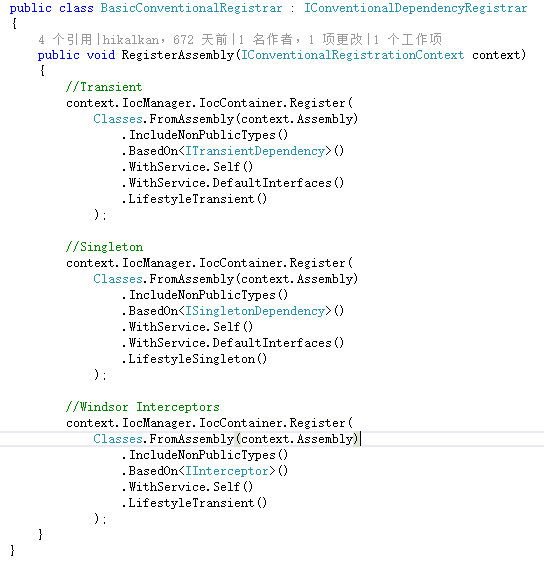 public class BasicConventionalRegistrar : IConventionalDependencyRegistrar
{
4 个引用|hikalkan, 672 天前|1 名作者, 1 项更改|1 个工作项
public void RegisterAssembly(IConventionalRegistrationContext context)
{
//Transient
context.IocManager.IocContainer.Register(
Classes.FromAssembly(context.Assembly)
.IncludeNonPublicTypes()
.BasedOn<ITransientDependency>()
.WithService.Self()
.WithService.DefaultInterfaces()
.LifestyleTransient()
);
//Singleton
context.IocManager.IocContainer.Register(
Classes.FromAssembly(context.Assembly)
.IncludeNonPublicTypes()
.BasedOn<ISingletonDependency>()
.WithService.Self()
.WithService.DefaultInterfaces()
.LifestyleSingleton()
);
//Windsor Interceptors
context.IocManager.IocContainer.Register(
Classes.FromAssembly(context.Assembly)
.IncludeNonPublicTypes()
.BasedOn<IInterceptor>()
.WithService.Self()
.LifestyleTransient()
);
}
}